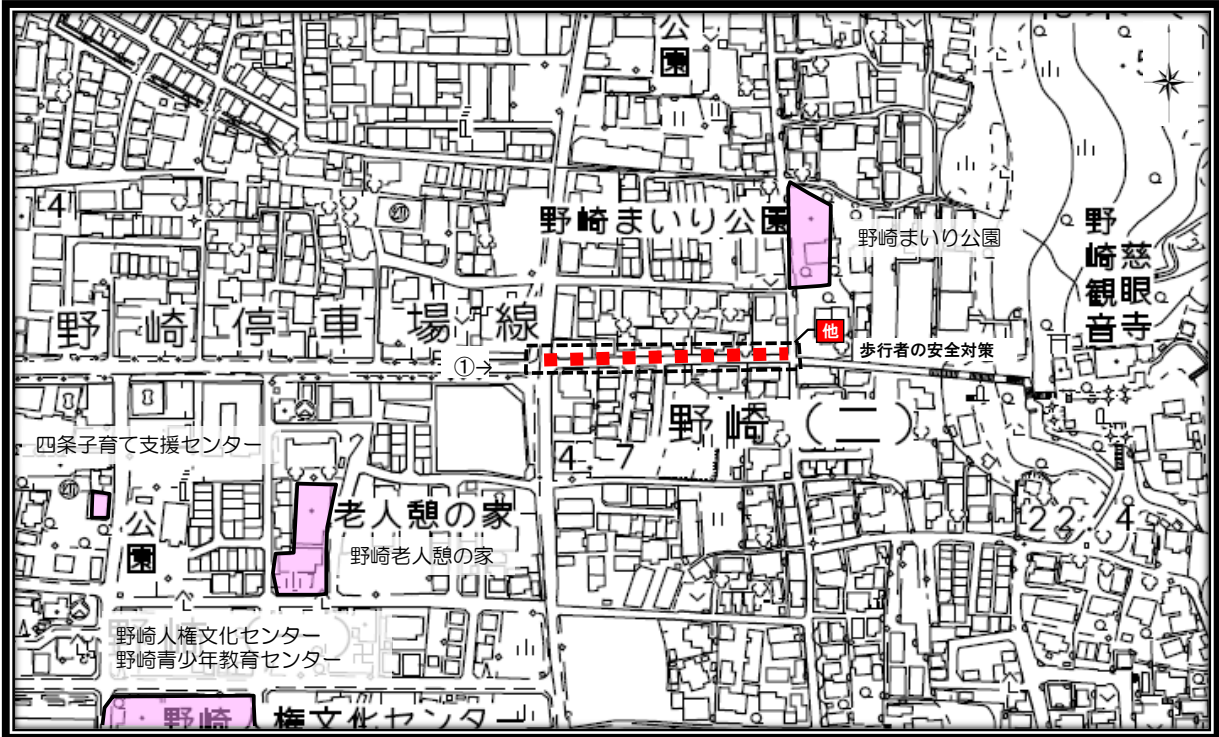 公園
4
幼
野崎まいり公園
野崎まいり公園
野崎観音
慈眼寺
野崎停車場線
他
歩行者の安全対策
①→
野崎(二)
四条子育て支援センター
4.7
幼
公園
老人憩の家
野崎老人憩の家
22.4
野崎人権文化センター
野崎青少年教育センター
野崎人権文化センター